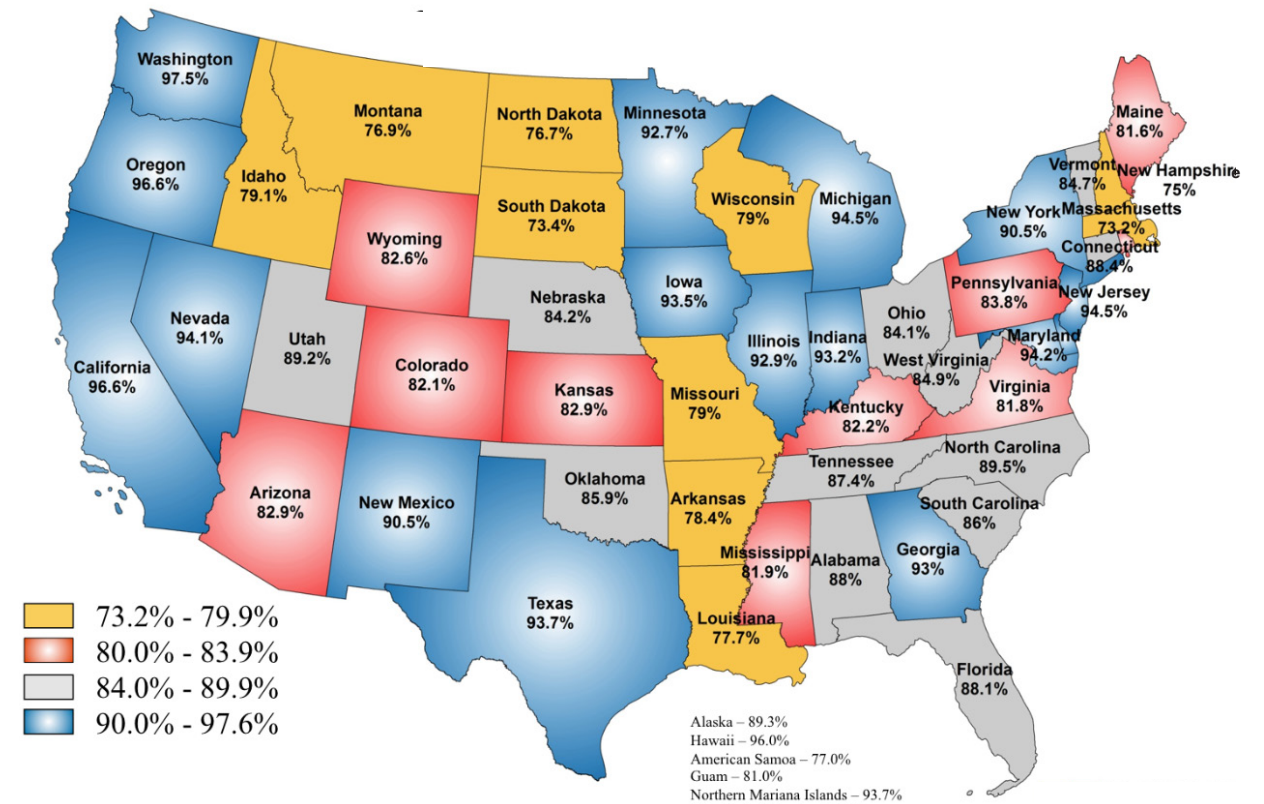 Washington
97.5%
Montana
76.9%
North Dakota
76.7%
Minnesota
92.7%
Maine
81.6%
Oregon
96.6%
Idaho
79.1%
South Dakota
73.4%
Wisconsin
79%
Michigan
94.5%
Vermont
84.7%
New Hampshire
75%
New York
90.5%
Massachusetts
73.2%
Connecticut
88.4%
Wyoming
82.6%
Nebraska
84.2%
Iowa
93.5%
Pennsylvania
83.8%
New Jersey
94.5%
Nevada
94.1%
Utah
89.2%
Colorado
82.1%
Kansas
82.9%
Illinois
92.9%
Indiana
93.2%
Ohio
84.1%
Maryland
94.2%
West Virginia
84.9%
Virginia
81.8%
California
96.6%
Missouri
79%
Kentucky
82.2%
Tennessee
87.4%
North Carolina
89.5%
Arizona
82.9%
New Mexico
90.5%
Oklahoma
85.9%
Arkansas
78.4%
South Carolina
86%
Mississippi
81.9%
Alabama
88%
Georgia
93%
Texas
93.7%
Louisiana
77.7%
Florida
88.1%
73.2% - 79.9%
80.0% - 83.9%
84.0% - 89.9%
90.0% - 97.6%
Alaska – 89.3%
Hawaii – 96.0%
American Samoa – 77.0%
Guam – 81.0%
Northern Mariana Islands – 93.7%